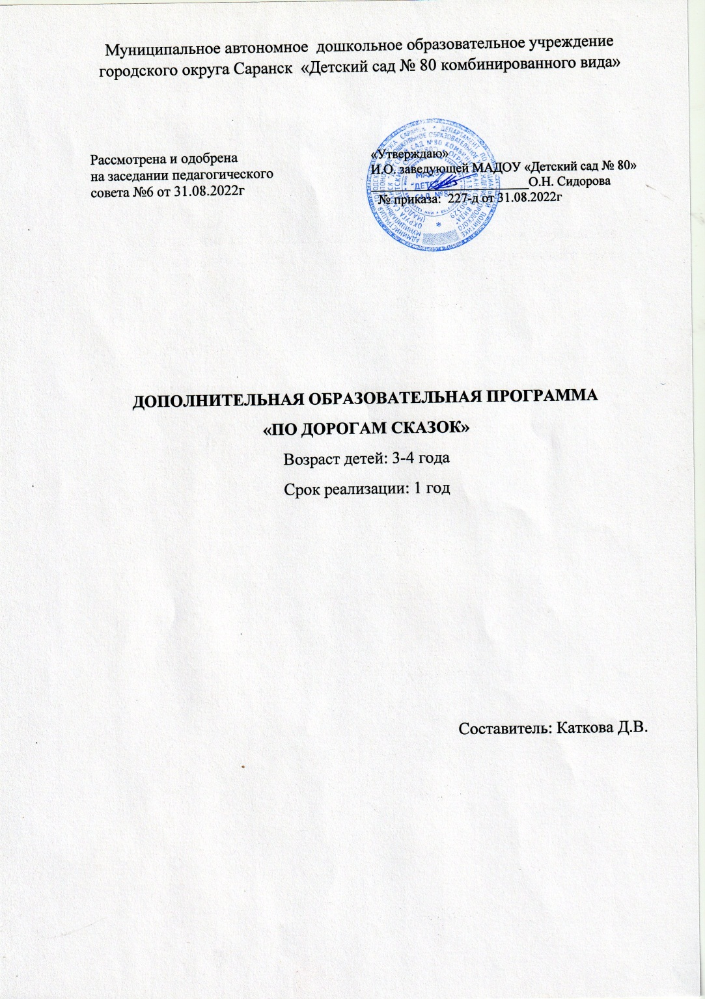 Муниципальное автономное дошкольное образовательное учреждение
городского округа Саранск «Детский сад № 80 комбинированного вида»
Рассмотрена и одобрена
на заседании педагогического
совета №6 от 31.08.2022г
«Утверждаю»
И.О. заведующей МАДОУ «Детский сад № 80»
О.Н. Сидорова
№ приказа: 227-д от 31.08.2022г
ДОПОЛНИТЕЛЬНАЯ ОБРАЗОВАТЕЛЬНАЯ ПРОГРАММА
«ПО ДОРОГАМ СКАЗОК»
Возраст детей: 3-4 года
Срок реализации: 1 год
Составитель: Каткова Д.В.